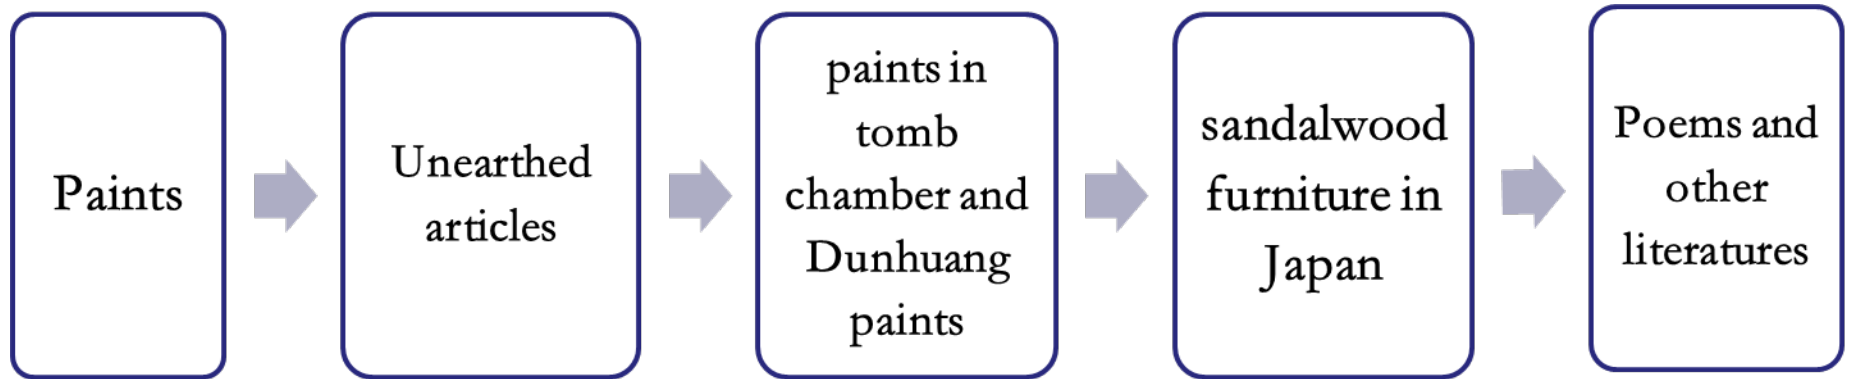 Paints
Unearthed
articles
paints in
tomb
chamber and
Dunhuang
paints
sandalwood
furniture in
Japan
Poems and
other
literatures